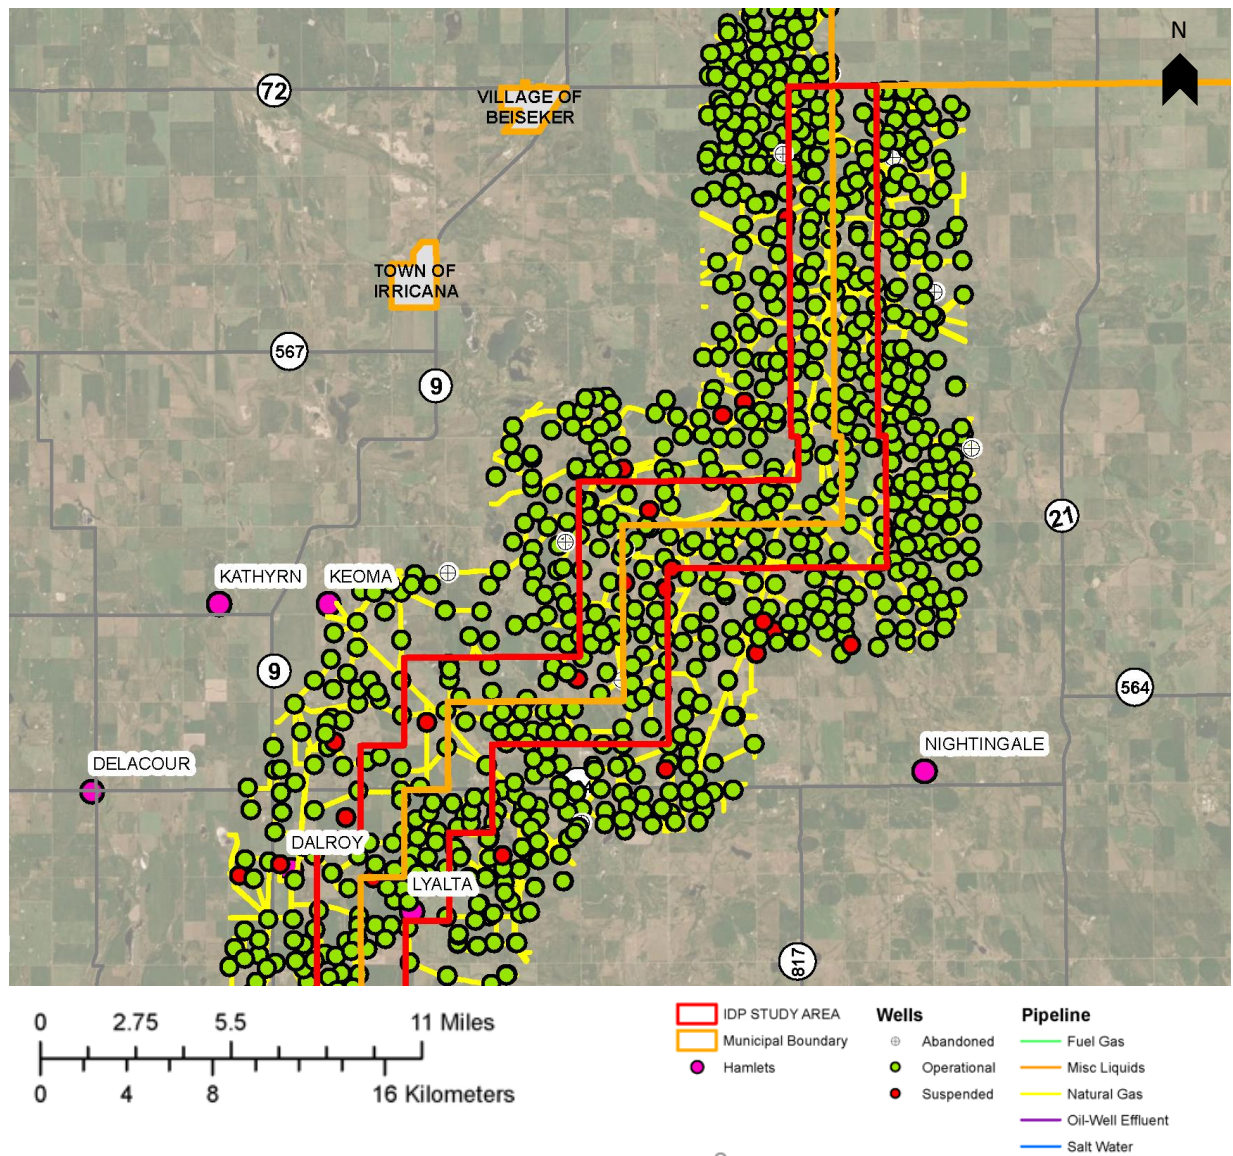 N
72
VILLAGE OF
BEISEKER
TOWN OF
IRRICANA
567
9
21
KATHYRN
KEOMA
9
564
DELACOUR
NIGHTINGALE
DALROY
LYALTA
817
0 2.75 5.5 11 Miles
0 4 8 16 Kilometers
IDP STUDY AREA
Municipal Boundary
Hamlets
Wells
Abandoned
Operational
Suspended
Pipeline
Fuel Gas
Misc Liquids
Natural Gas
Oil-Well Effluent
Salt Water